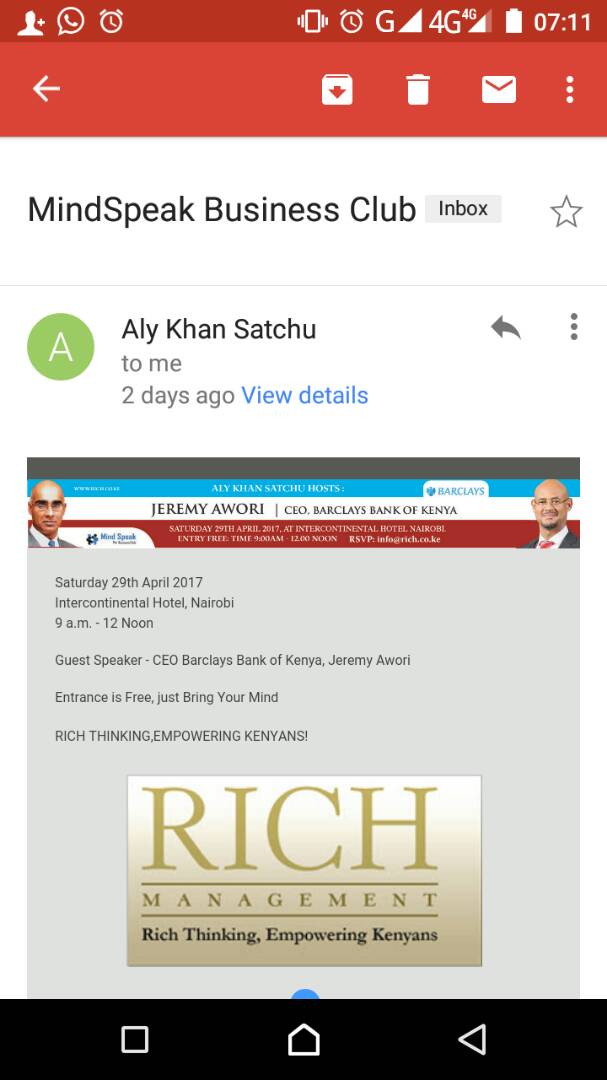 G 4G 4G 07:11
MindSpeak Business Club Inbox
A
Aly Khan Satchu
to me
2 days ago View details
WWW.RICH.CO.KE
ALY KHAN SATCHU HOSTS :
BARCLAYS
JEREMY AWORI | CEO, BARCLAYS BANK OF KENYA
SATURDAY 29TH APRIL 2017, AT INTERCONTINENTAL HOTEL NAIROBI.
ENTRY FREE: TIME 9:00AM - 12.00 NOON RSVP: info@rich.co.ke
Mind Speak
Saturday 29th April 2017
Intercontinental Hotel, Nairobi
9 a.m. - 12 Noon
Guest Speaker - CEO Barclays Bank of Kenya, Jeremy Awori
Entrance is Free, just Bring Your Mind
RICH THINKING,EMPOWERING KENYANS!
RICH
MANAGEMENT
Rich Thinking, Empowering Kenyans